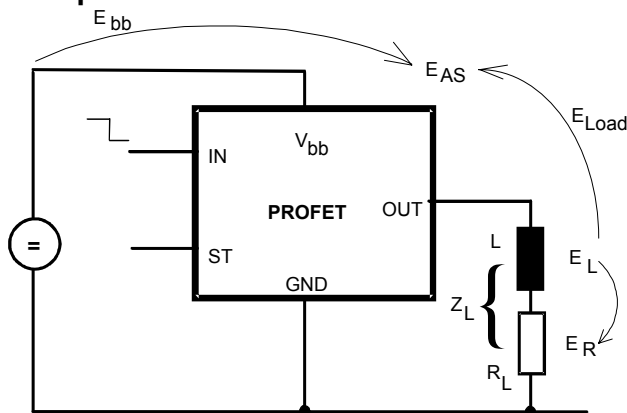 E bb
E AS
E Load
V bb
IN
PROFET
OUT
ST
GND
=
L
E L
Z L
{
E R
R L